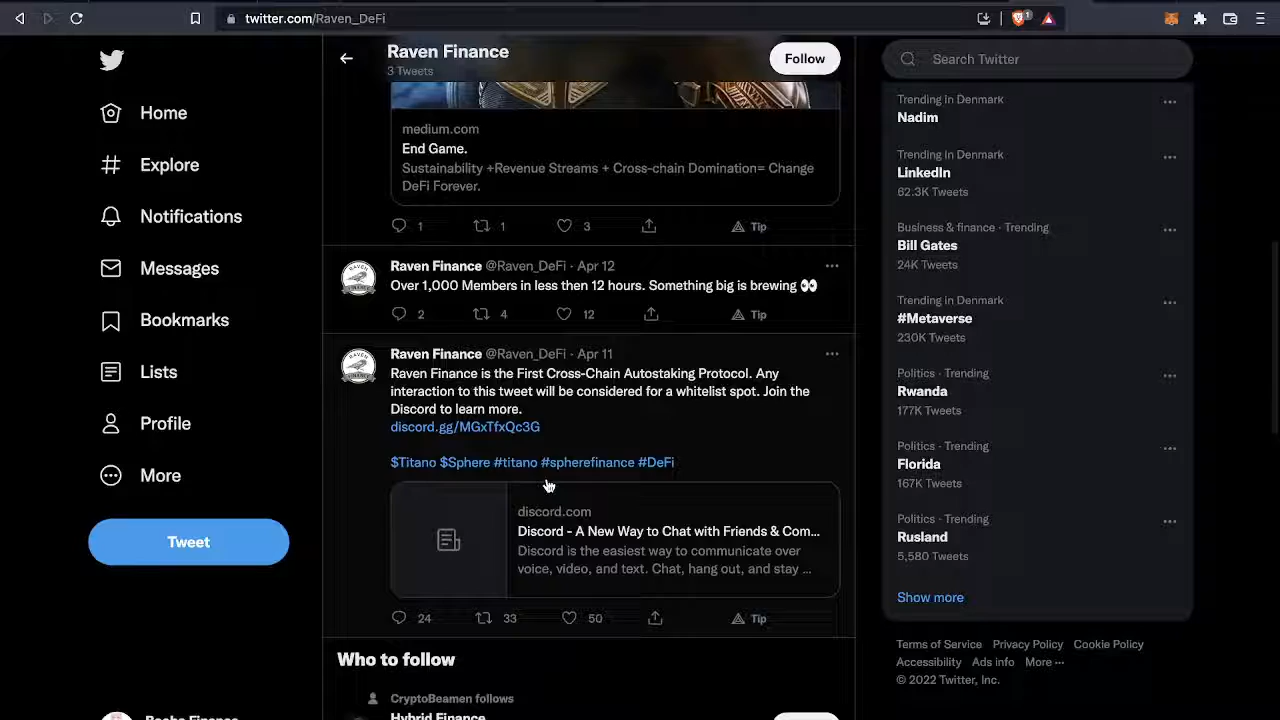 twitter.com/Raven_DeFi
1
Home
Explore
Notifications
Messages
Bookmarks
Lists
Profile
More
Tweet
Raven Finance
3 Tweets
Follow
medium.com
End Game.
Sustainability +Revenue Streams + Cross-chain Domination= Change
DeFi Forever.
1 1 3 Tip
Raven Finance @Raven_DeFi · Apr 12
Over 1,000 Members in less then 12 hours. Something big is brewing 👀
2 4 12 Tip
Raven Finance @Raven_DeFi · Apr 11
Raven Finance is the First Cross-Chain Autostaking Protocol. Any
interaction to this tweet will be considered for a whitelist spot. Join the
Discord to learn more.
discord.gg/MGxTfxQc3G
$Titano $Sphere #titano #spherefinance #DeFi
discord.com
Discord - A New Way to Chat with Friends & Com...
Discord is the easiest way to communicate over
voice, video, and text. Chat, hang out, and stay ...
24 33 50 Tip
Who to follow
CryptoBeamen follows
Hybrid Finance
Search Twitter
Trending in Denmark
Nadim
Trending in Denmark
LinkedIn
62.3K Tweets
Business & finance · Trending
Bill Gates
24K Tweets
Trending in Denmark
#Metaverse
230K Tweets
Politics · Trending
Rwanda
177K Tweets
Politics · Trending
Florida
167K Tweets
Politics · Trending
Rusland
5,580 Tweets
Show more
Terms of Service Privacy Policy Cookie Policy
Accessibility Ads info More ···
© 2022 Twitter, Inc.